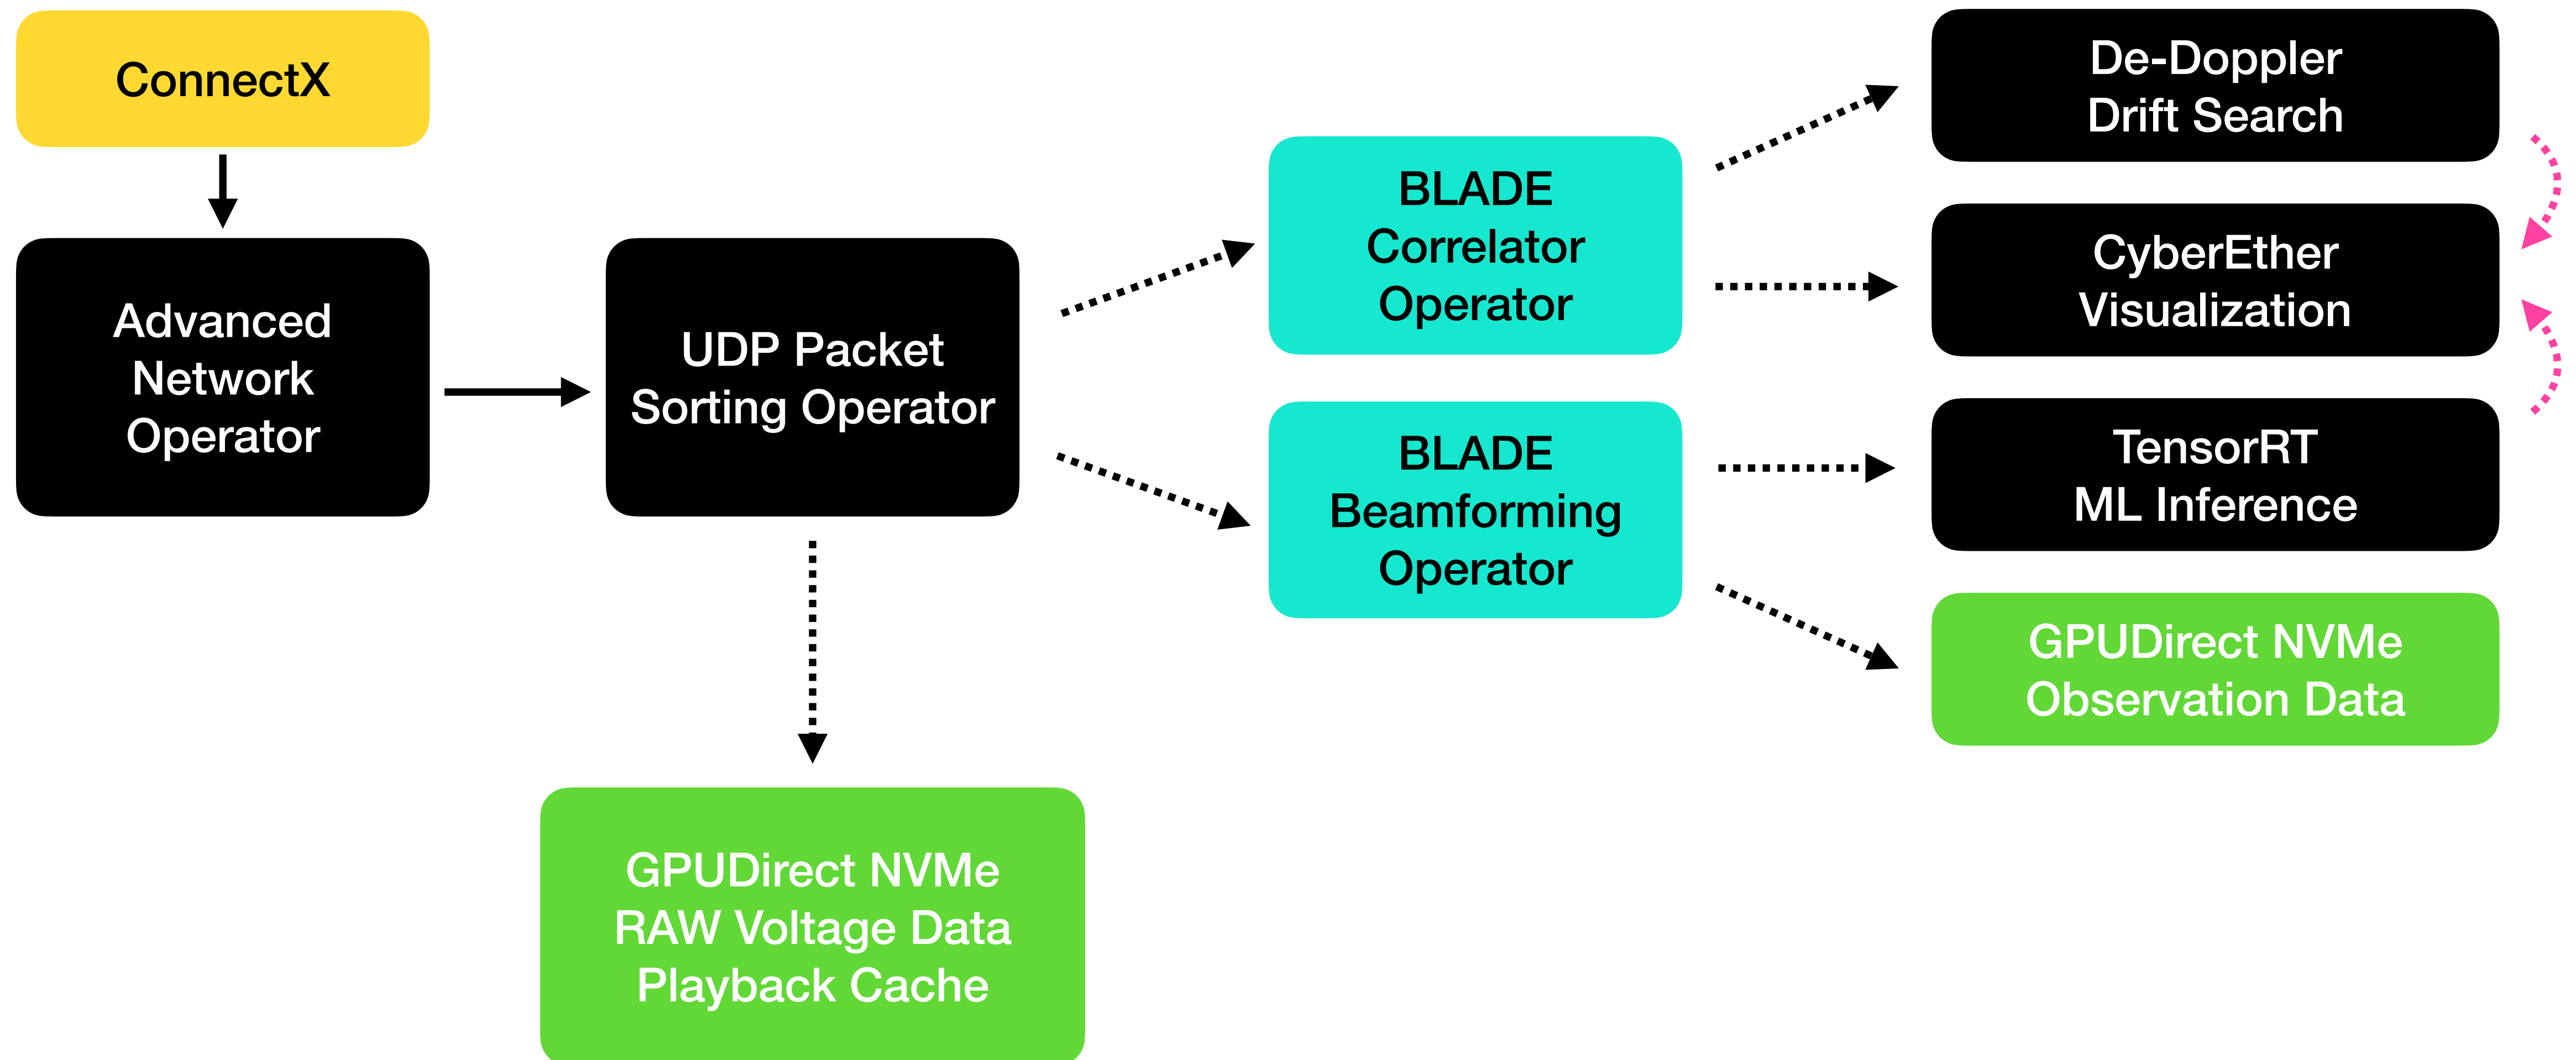 ConnectX
Advanced
Network
Operator
UDP Packet
Sorting Operator
GPUDirect NVMe
RAW Voltage Data
Playback Cache
BLADE
Correlator
Operator
BLADE
Beamforming
Operator
De-Doppler
Drift Search
CyberEther
Visualization
TensorRT
ML Inference
GPUDirect NVMe
Observation Data